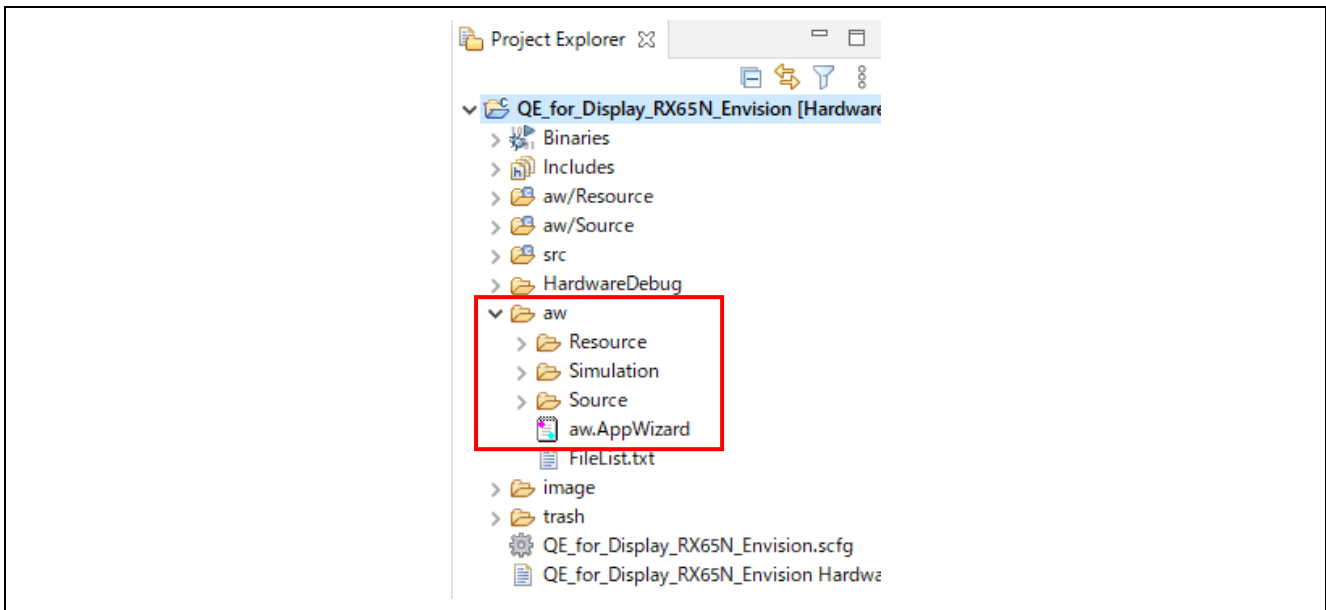 Project Explorer
QE_for_Display_RX65N_Envision [Hardware
Binaries
Includes
aw/Resource
aw/Source
src
HardwareDebug
aw
Resource
Simulation
Source
aw.AppWizard
FileList.txt
image
trash
QE_for_Display_RX65N_Envision.scfg
QE_for_Display_RX65N_Envision Hardwa